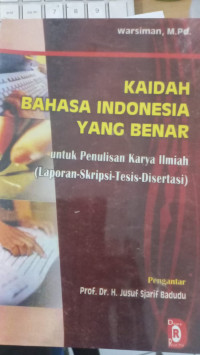 warsiman, M.Pd.
KAIDAH
BAHASA INDONESIA
YANG BENAR
untuk Penulisan Karya Ilmiah
(Laporan-Skripsi-Tesis-Disertasi)
Pengantar
Prof. Dr. H. Jusuf Sjarif Badudu